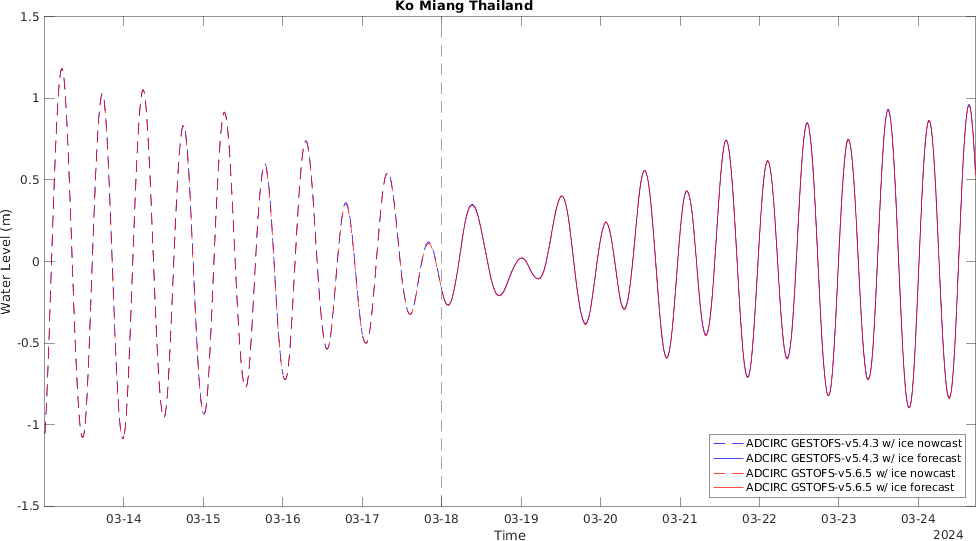 Ko Miang Thailand
Water Level (m)
1.5
1
0.5
0
-0.5
-1
-1.5
ADCIRC GESTOFS-v5.4.3 w/ ice nowcast
ADCIRC GESTOFS-v5.4.3 w/ ice forecast
ADCIRC GSTOFS-v5.6.5 w/ ice nowcast
ADCIRC GSTOFS-v5.6.5 w/ ice forecast
03-14 03-15 03-16 03-17 03-18 03-19 03-20 03-21 03-22 03-23 03-24
Time
2024